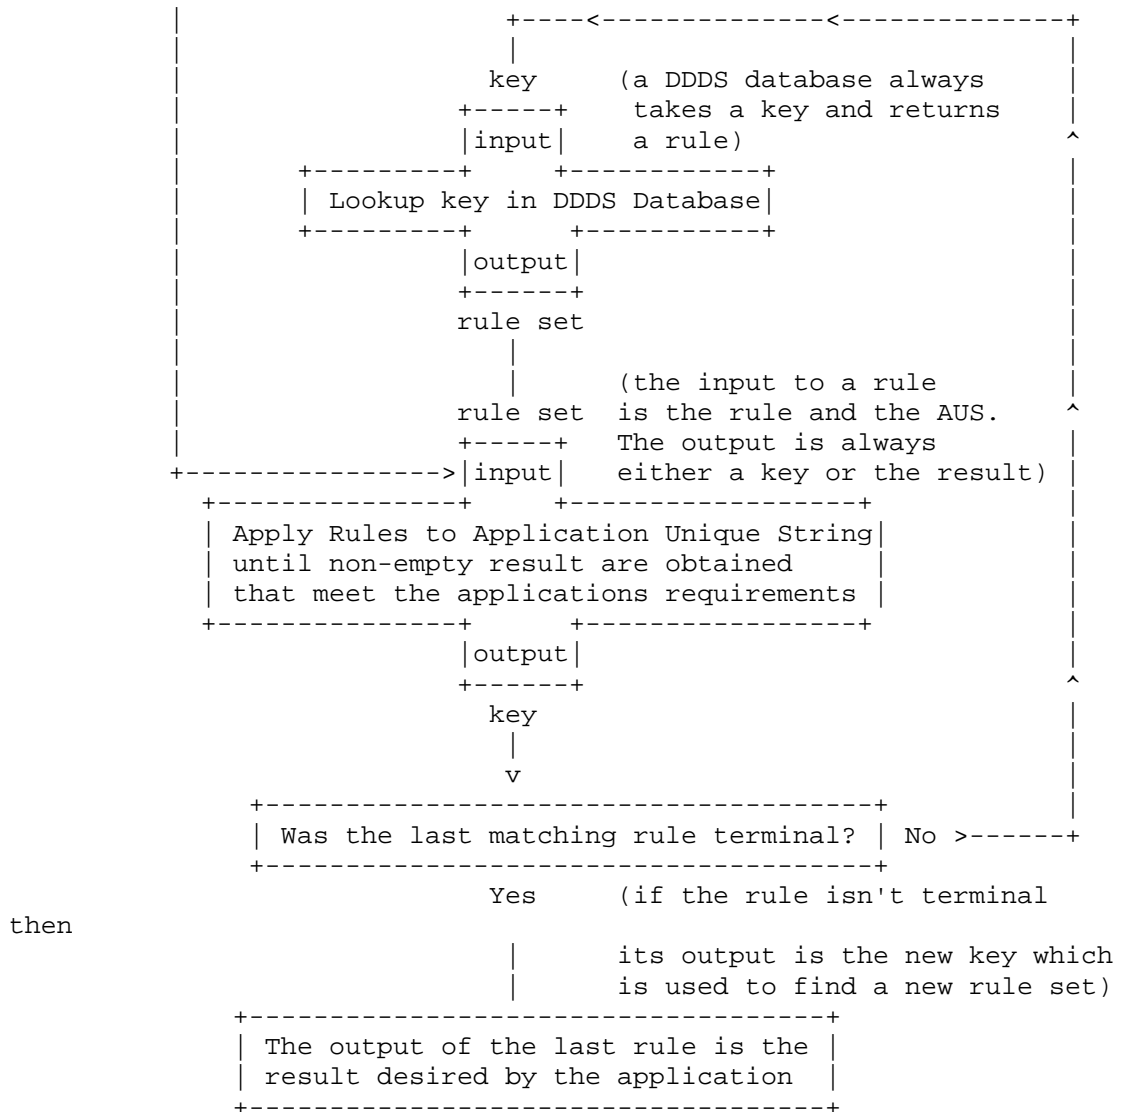 key (a DDDS database always
takes a key and returns
input a rule)
Lookup key in DDDS Database
output
rule set
(the input to a rule
rule set is the rule and the AUS.
The output is always
input either a key or the result)
Apply Rules to Application Unique String
until non-empty result are obtained
that meet the applications requirements
output
key
v
Was the last matching rule terminal? No >------+
Yes (if the rule isn't terminal
then
its output is the new key which
is used to find a new rule set)
The output of the last rule is the
result desired by the application